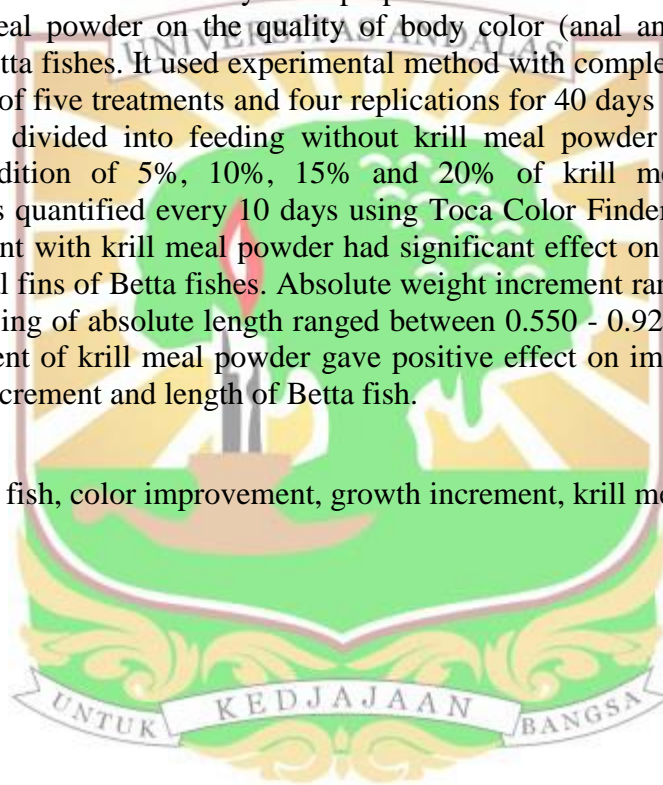 eal powder on the quality of body color (anal an
UNIVERSITAS ANDALAS
etta fishes. It used experimental method with comple
of five treatments and four replications for 40 days
divided into feeding without krill meal powder
dition of 5%, 10%, 15% and 20% of krill m
s quantified every 10 days using Toca Color Finder
nt with krill meal powder had significant effect on
l fins of Betta fishes. Absolute weight increment ran
ing of absolute length ranged between 0.550 - 0.92
ent of krill meal powder gave positive effect on im
crement and length of Betta fish.
fish, color improvement, growth increment, krill m
UNTUK KEDJAJAAN BANGSA